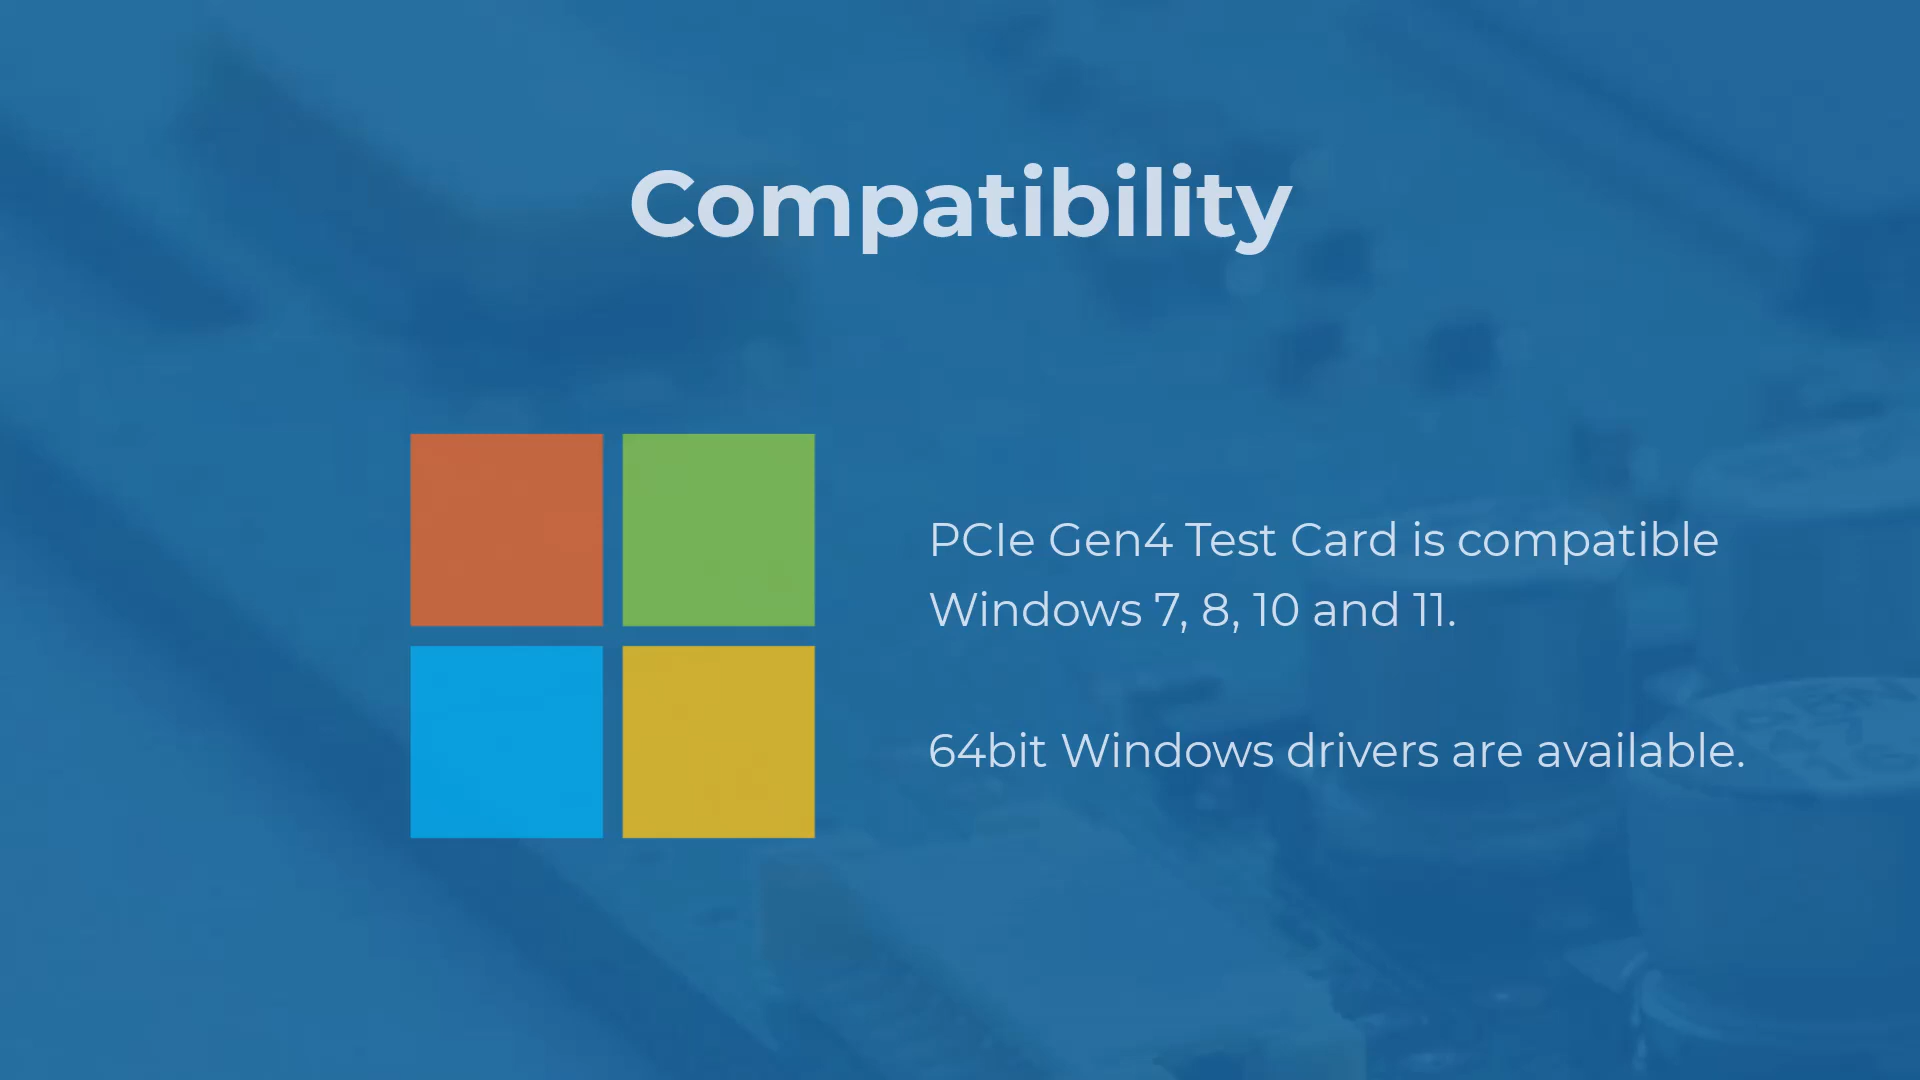 Compatibility
PCIe Gen4 Test Card is compatible
Windows 7, 8, 10 and 11.
64bit Windows drivers are available.